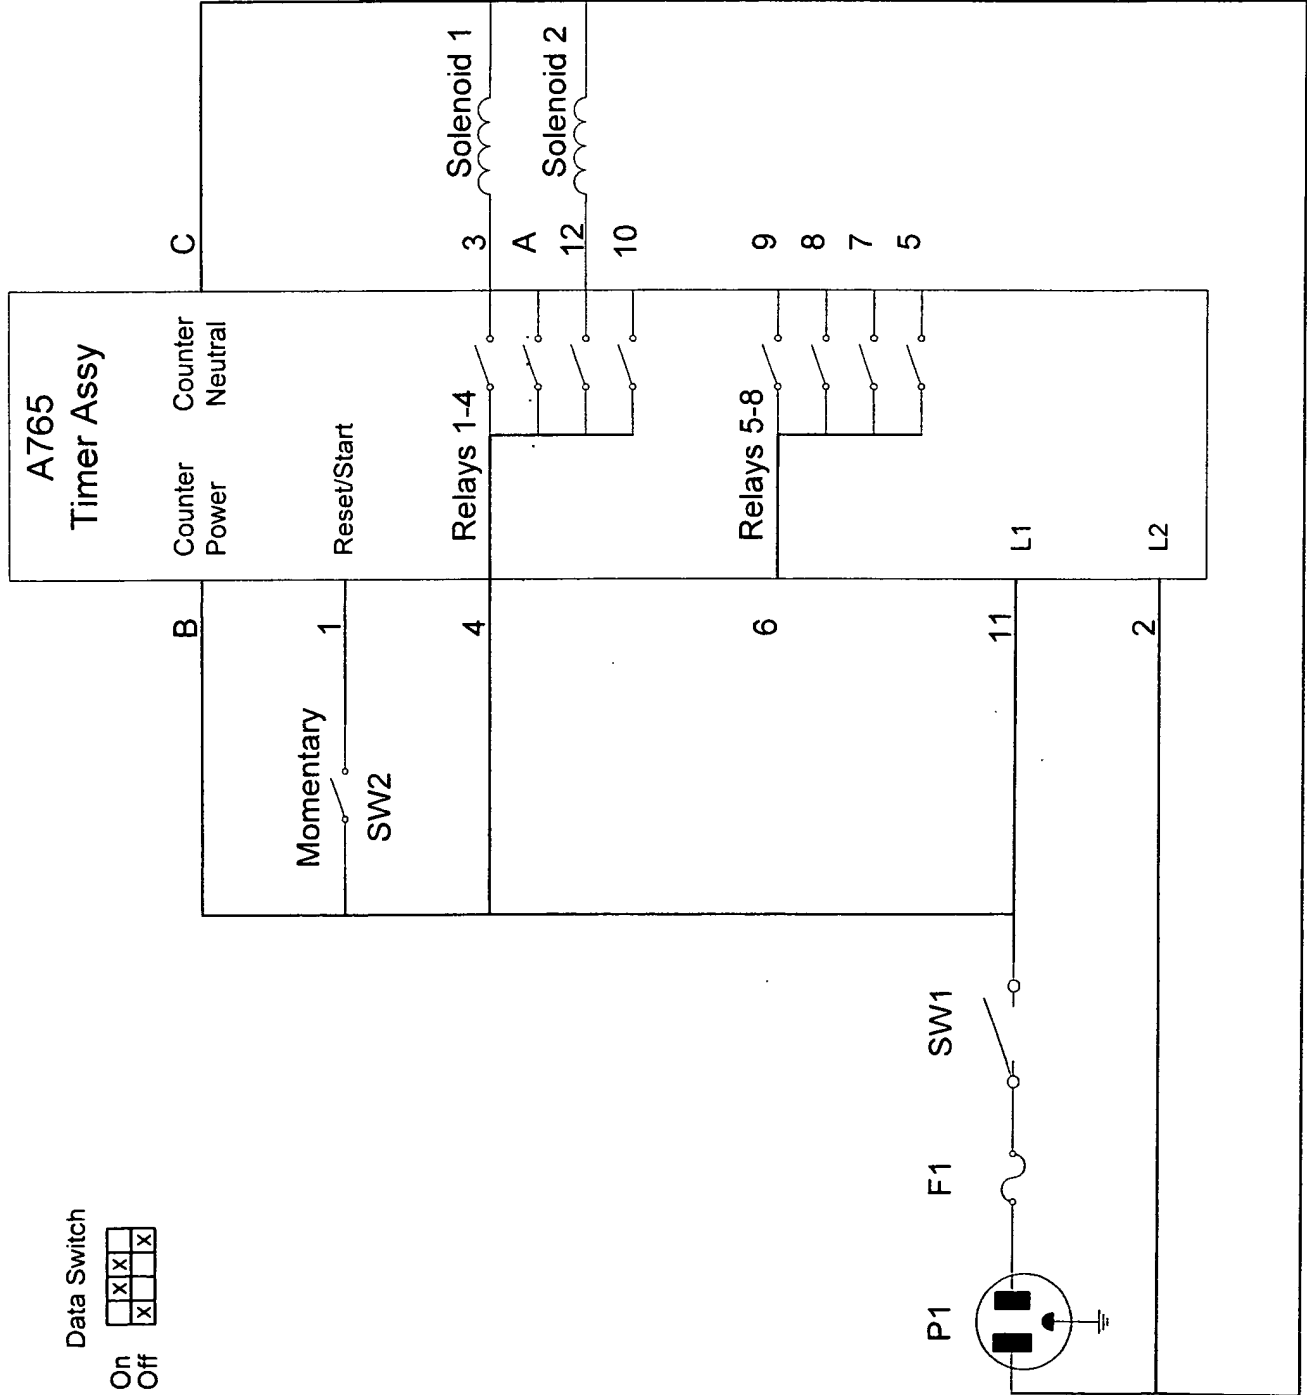 Data Switch
On
X X
Off
X X
A765
Timer Assy
Counter
Power
Counter
Neutral
Reset/Start
Relays 1-4
Relays 5-8
L1
L2
B
1
4
6
11
2
C
3
A
12
10
9
8
7
5
Solenoid 1
Solenoid 2
Momentary
SW2
SW1
F1
P1